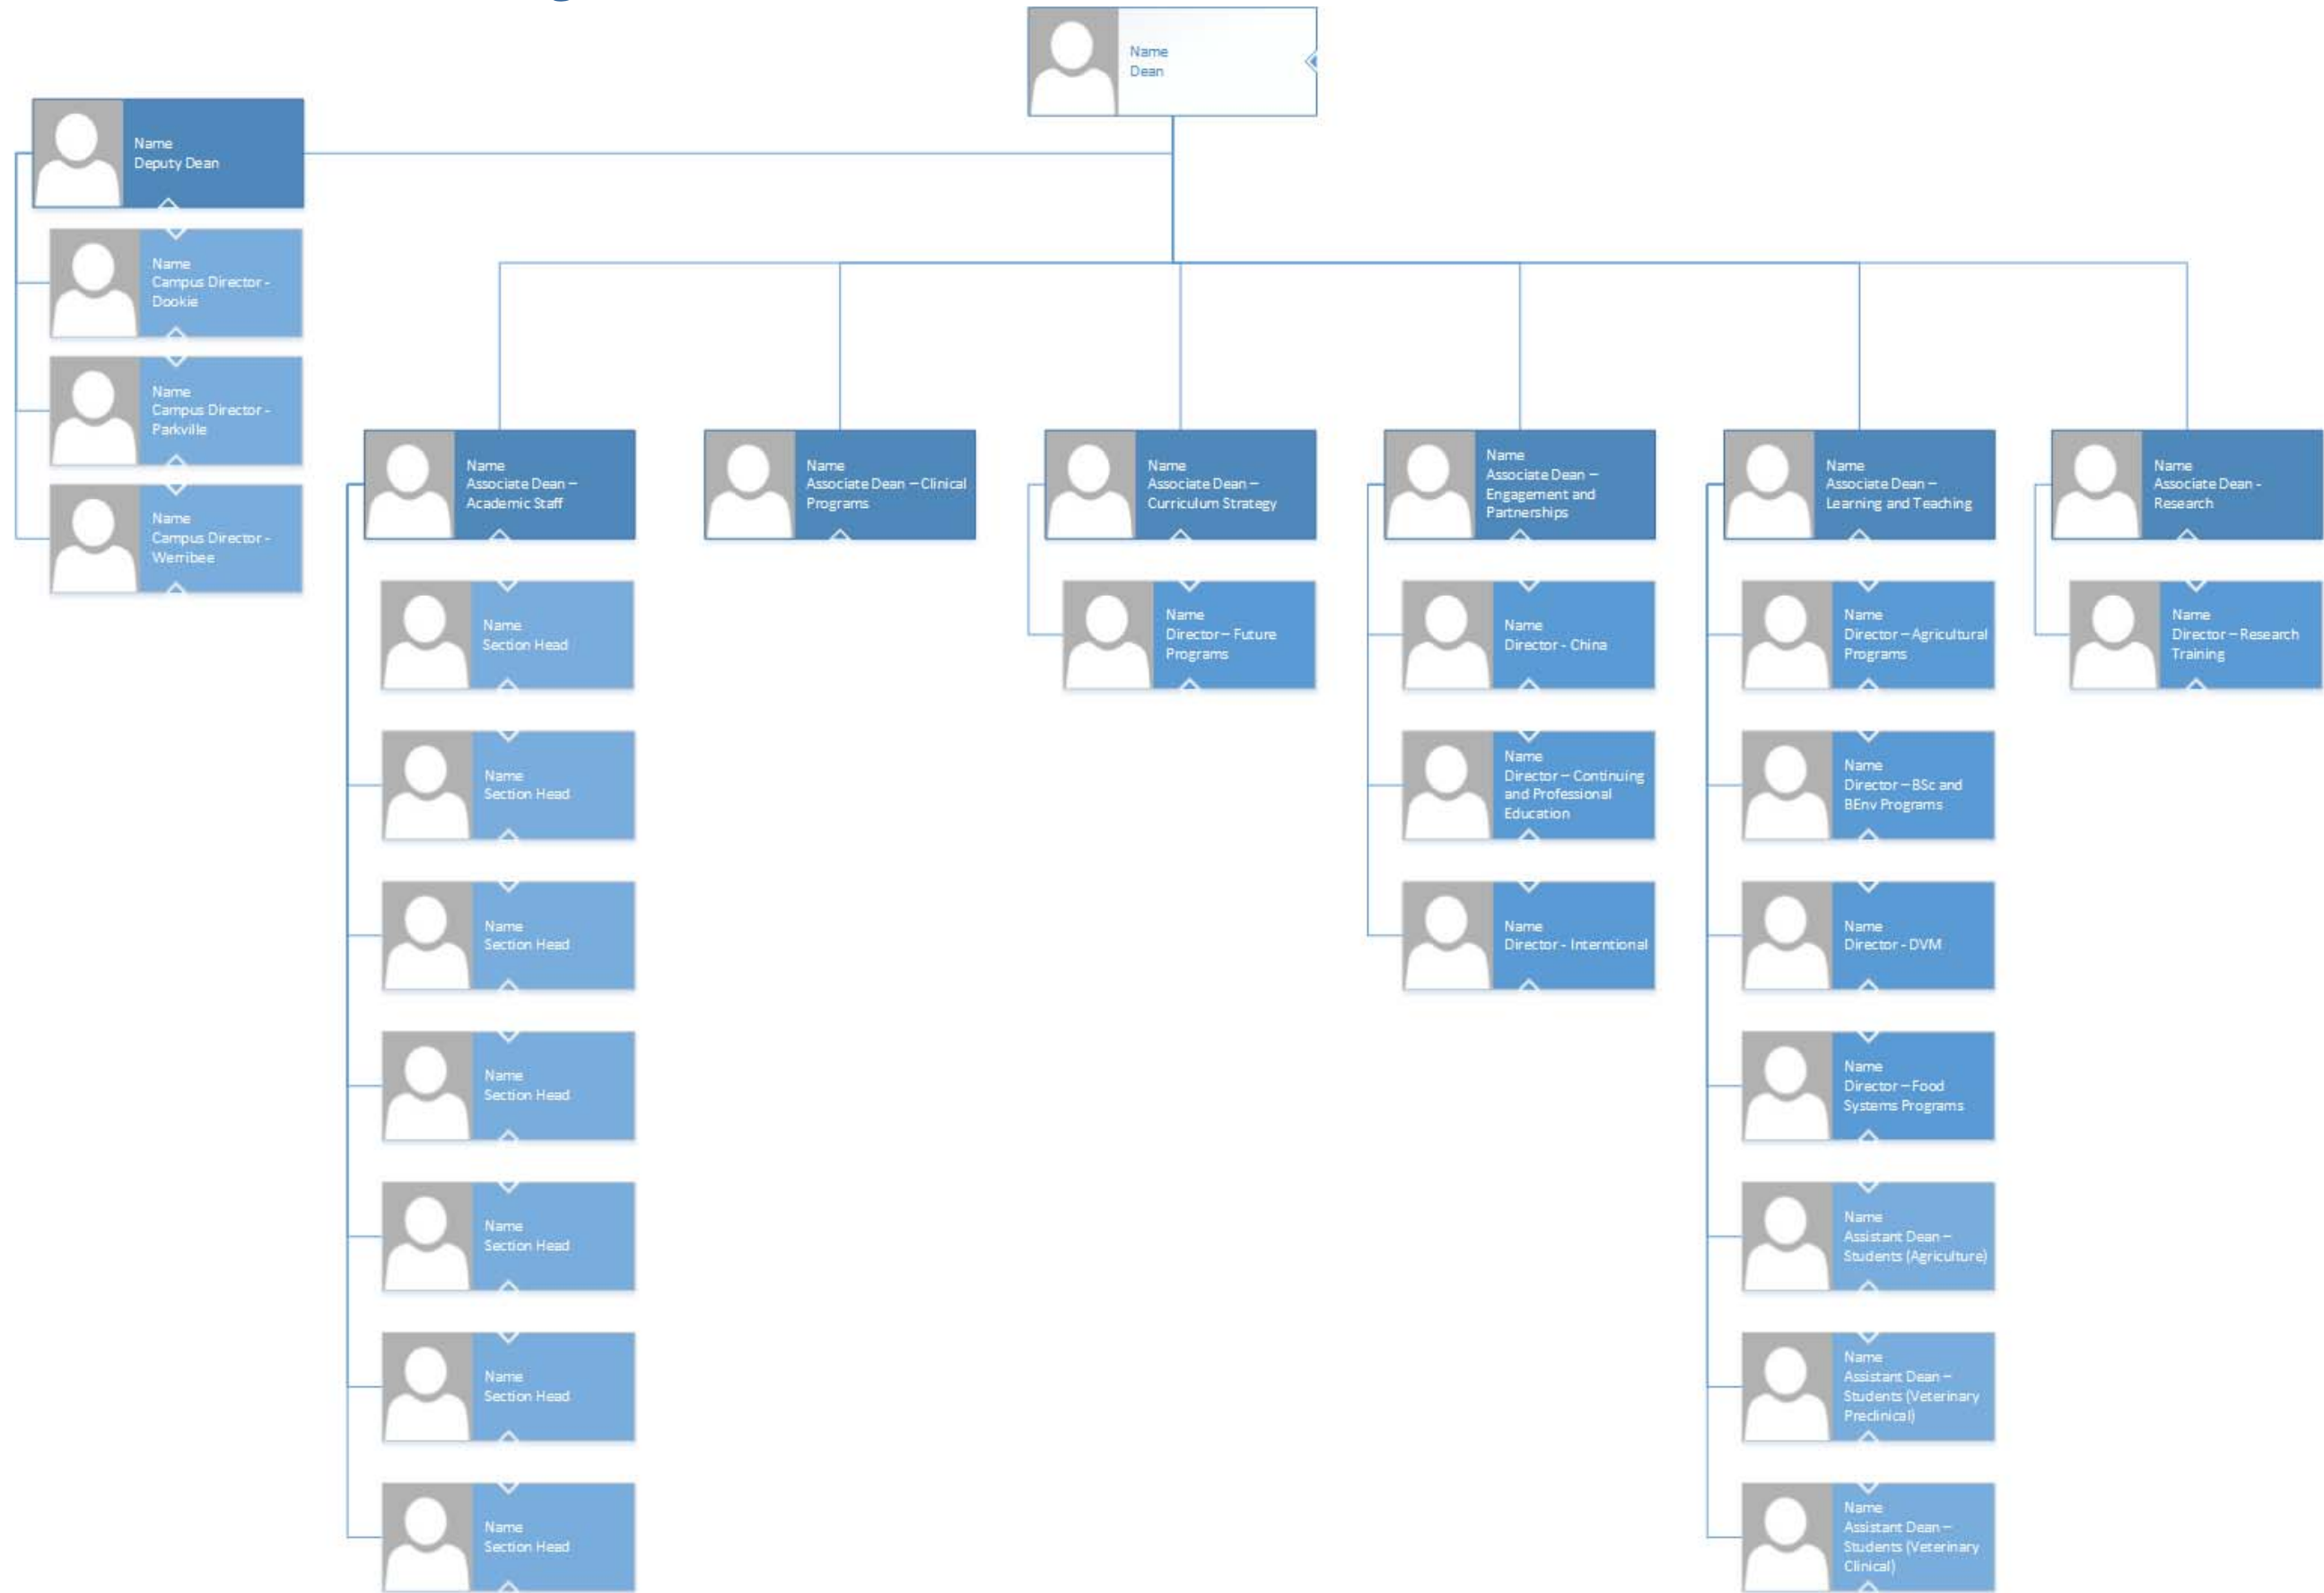 Name
Dean
Name
Deputy Dean
Name
Campus Director -
Dookie
Name
Campus Director -
Parkville
Name
Campus Director -
Werribee
Name
Associate Dean –
Academic Staff
Name
Section Head
Name
Section Head
Name
Section Head
Name
Section Head
Name
Section Head
Name
Section Head
Name
Section Head
Name
Associate Dean – Clinical
Programs
Name
Associate Dean –
Curriculum Strategy
Name
Director – Future
Programs
Name
Associate Dean –
Engagement and
Partnerships
Name
Director - China
Name
Director – Continuing
and Professional
Education
Name
Director - Interntional
Name
Associate Dean –
Learning and Teaching
Name
Director – Agricultural
Programs
Name
Director – BSc and
BEnv Programs
Name
Director - DVM
Name
Director – Food
Systems Programs
Name
Assistant Dean –
Students (Agriculture)
Name
Assistant Dean –
Students (Veterinary
Preclinical)
Name
Assistant Dean –
Students (Veterinary
Clinical)
Name
Associate Dean -
Research
Name
Director – Research
Training